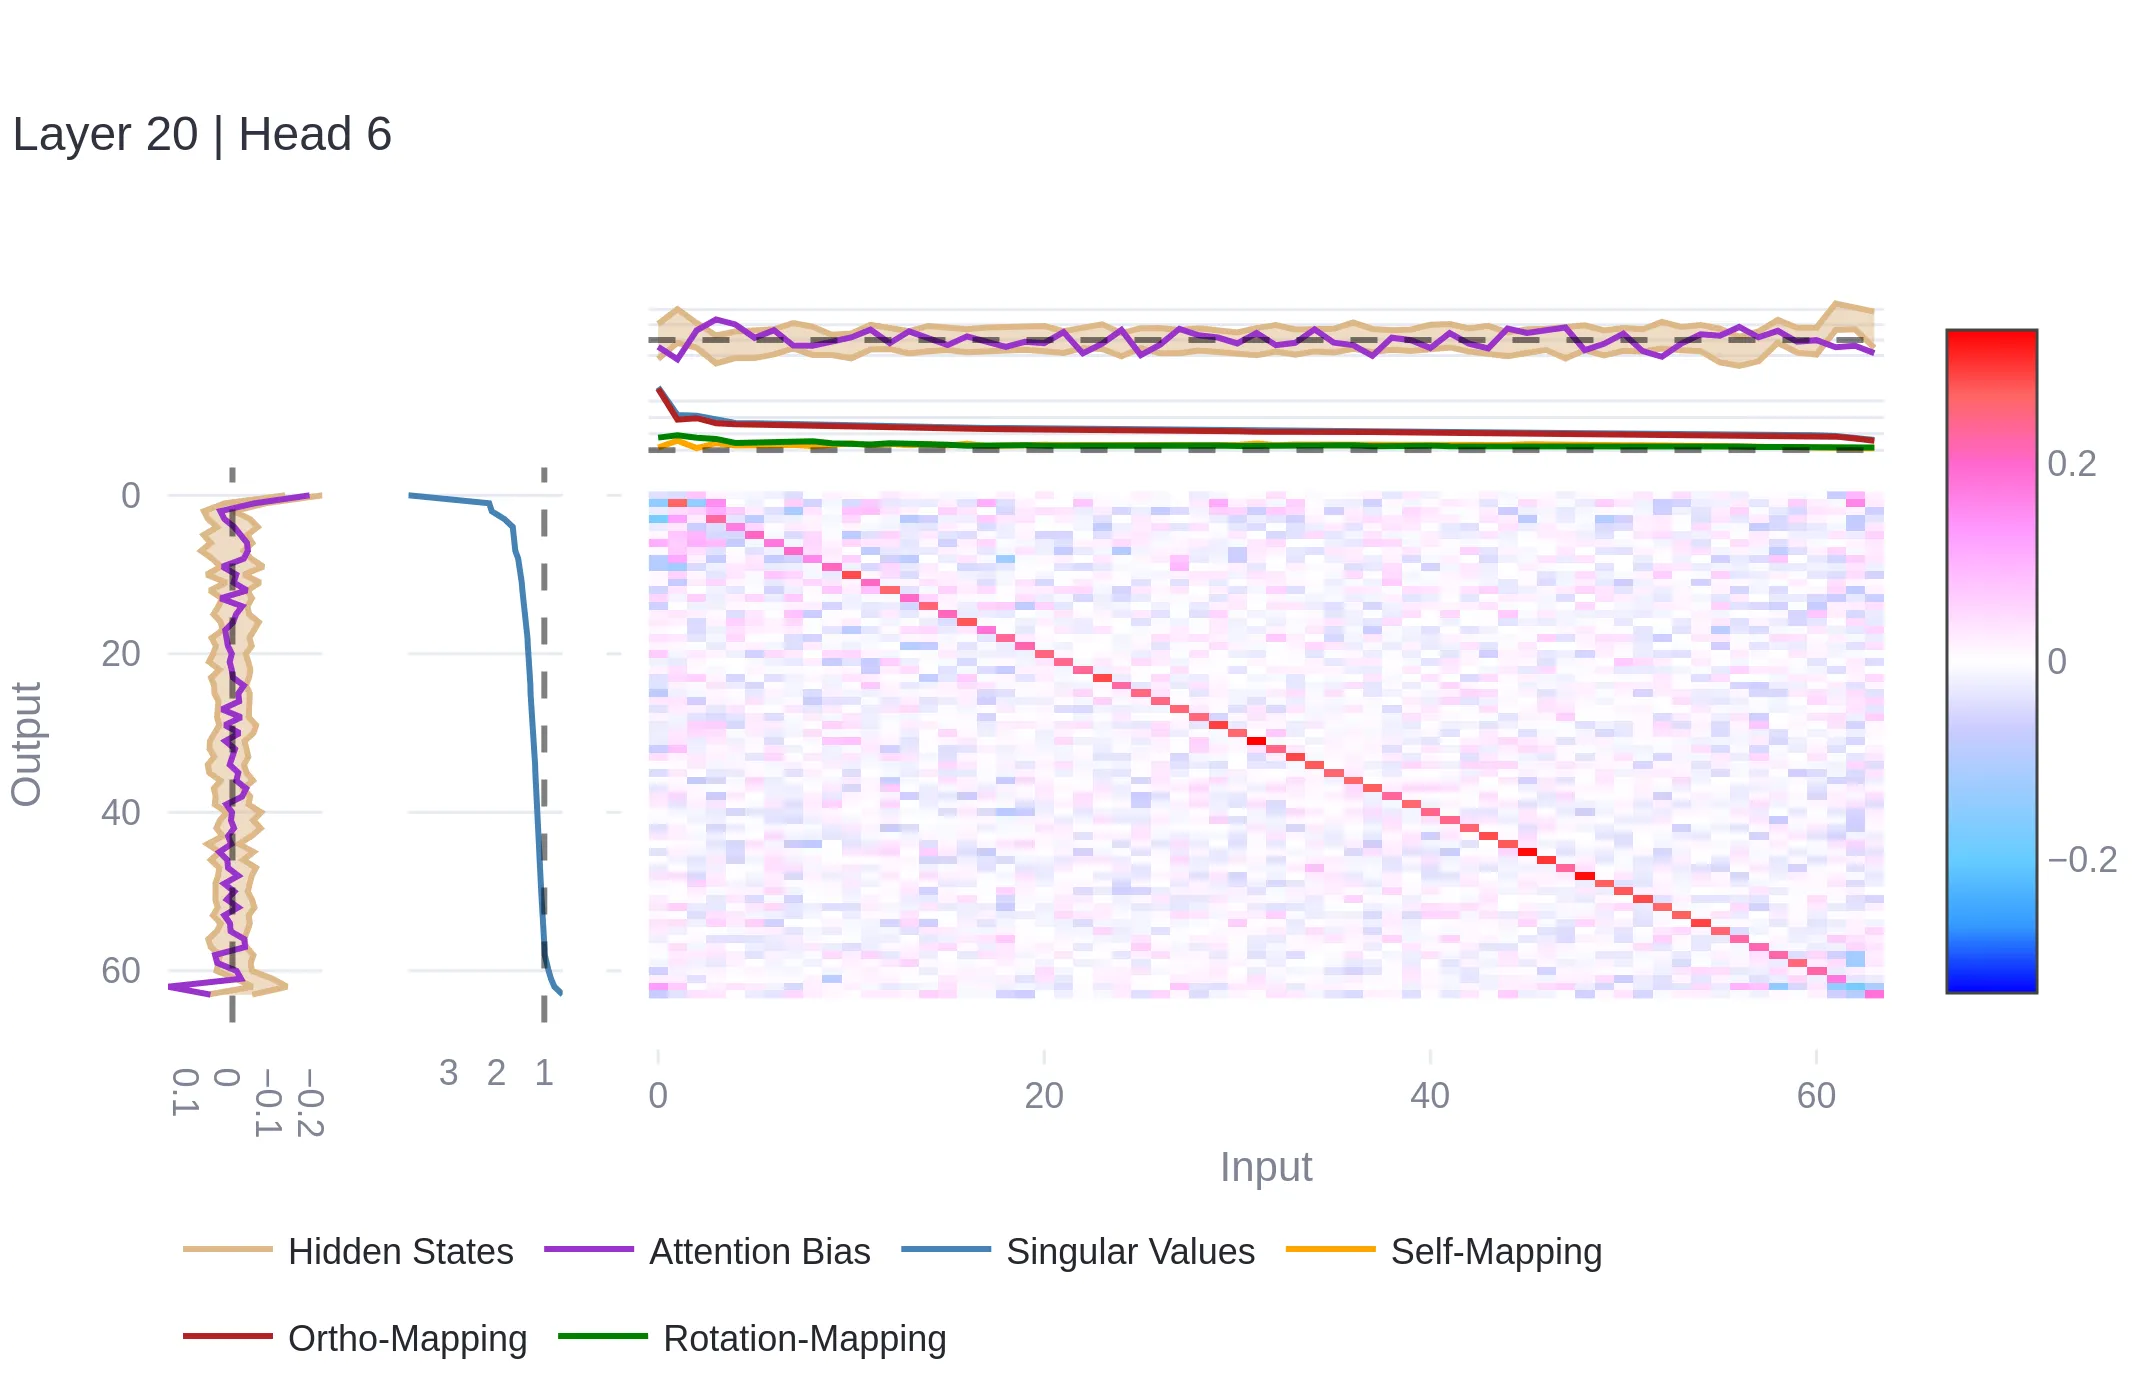 Layer 20 | Head 6
0.2
0
−0.2
Output
0
20
40
60
0.1
0
−0.1
−0.2
3
2
1
0
20
40
60
Input
Hidden States
Attention Bias
Singular Values
Self-Mapping
Ortho-Mapping
Rotation-Mapping